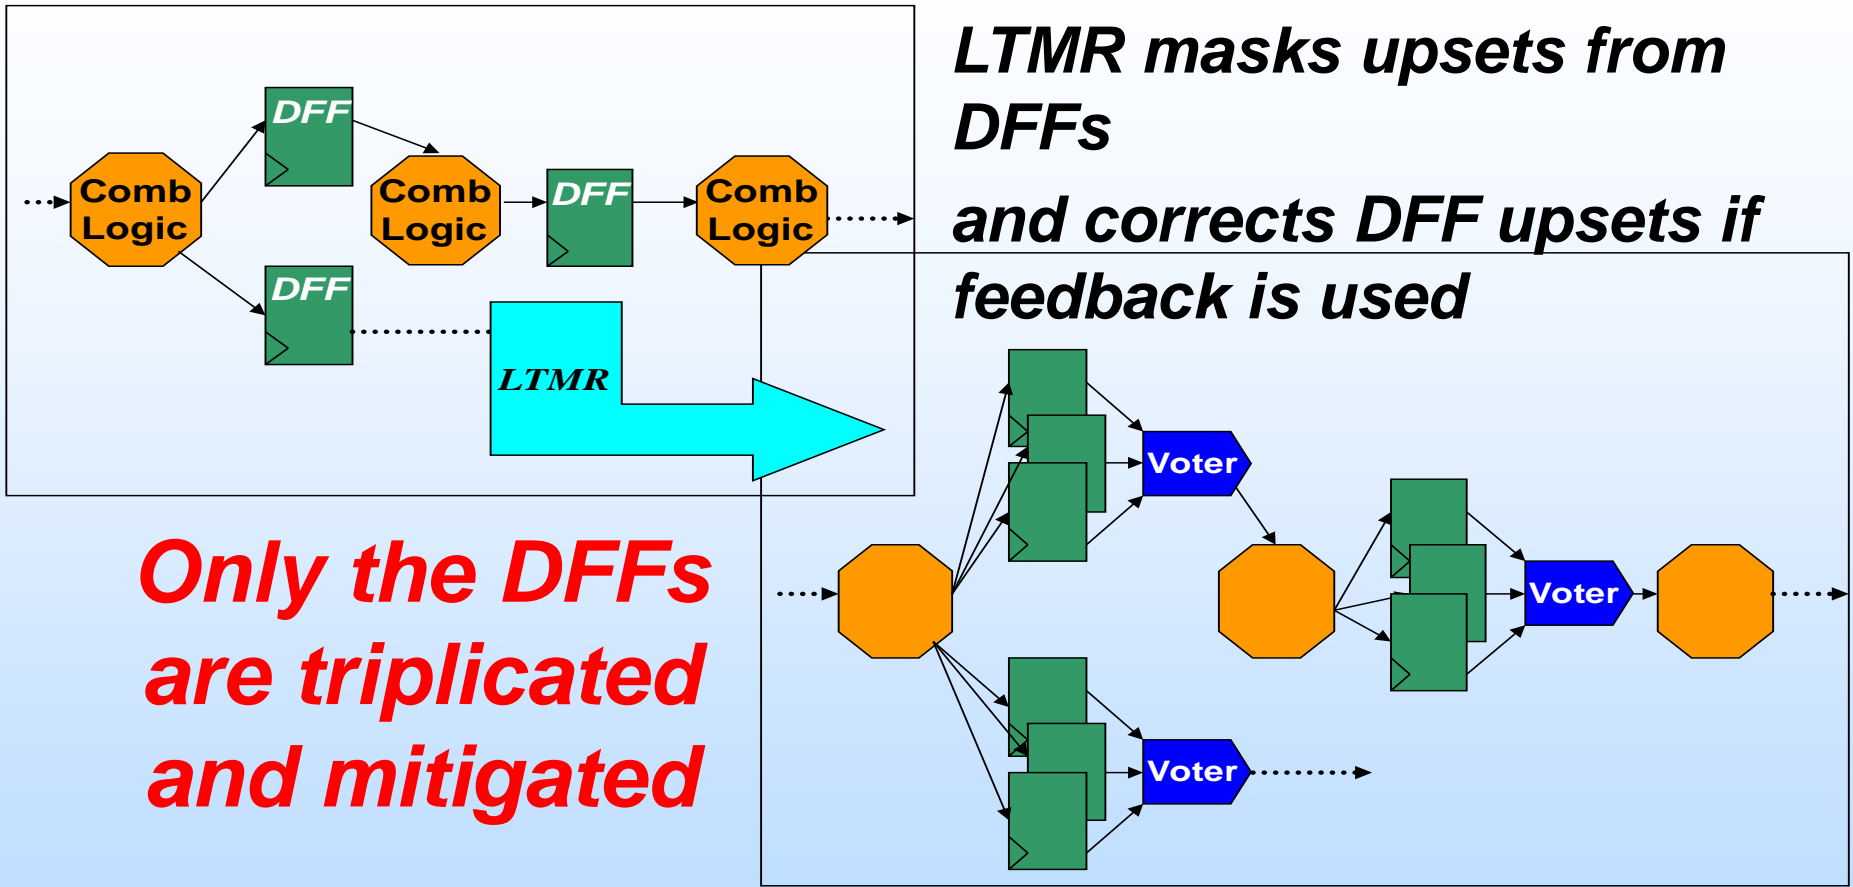 LTMR masks upsets from
DFFs
and corrects DFF upsets if
feedback is used
DFF
Comb
Logic
Comb
Logic
DFF
Comb
Logic
DFF
LTMR
Voter
Voter
Voter
Only the DFFs
are triplicated
and mitigated